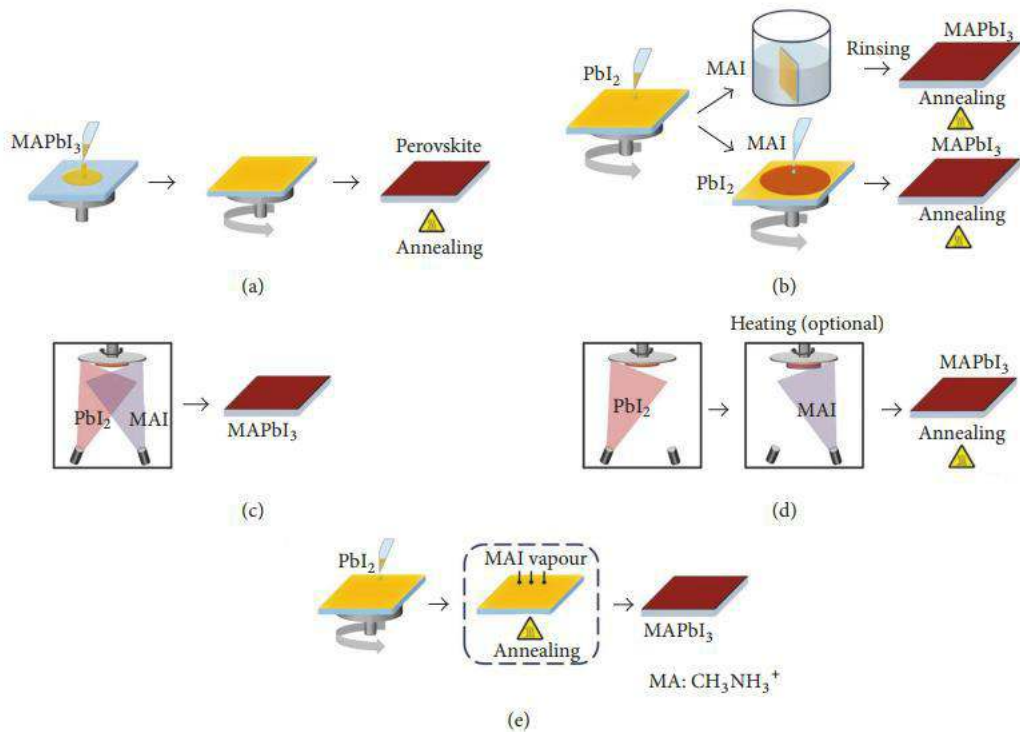 MAPbI₃
Perovskite
Annealing
(a)
PbI₂
MAI
Rinsing
MAPbI₃
Annealing
MAI
PbI₂
MAPbI₃
Annealing
(b)
PbI₂
MAI
MAPbI₃
(c)
Heating (optional)
PbI₂
MAI
MAPbI₃
Annealing
(d)
PbI₂
MAI vapour
Annealing
MAPbI₃
MA: CH₃NH₃⁺
(e)